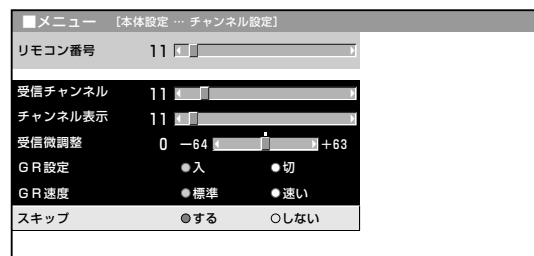 ■メニュー [本体設定 … チャンネル設定]
リモコン番号 11
受信チャンネル 11
チャンネル表示 11
受信微調整 0 －64 +63
GR設定 ●入 ●切
GR速度 ●標準 ●速い
スキップ ◎する ○しない